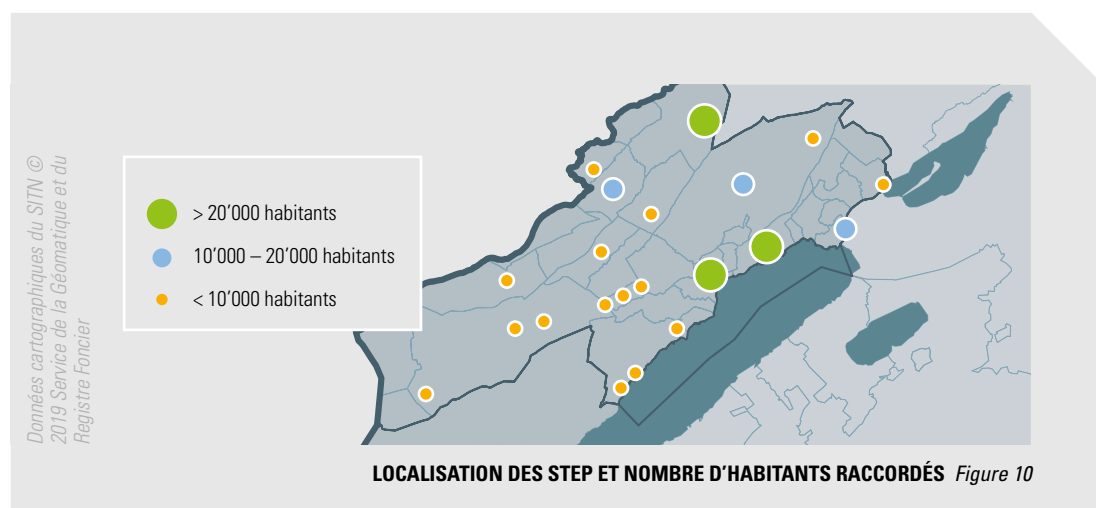 Données cartographiques du SITN ©
2019 Service de la Géomatique et du
Registre Foncier
> 20’000 habitants
10’000 – 20’000 habitants
< 10’000 habitants
LOCALISATION DES STEP ET NOMBRE D’HABITANTS RACCORDÉS Figure 10